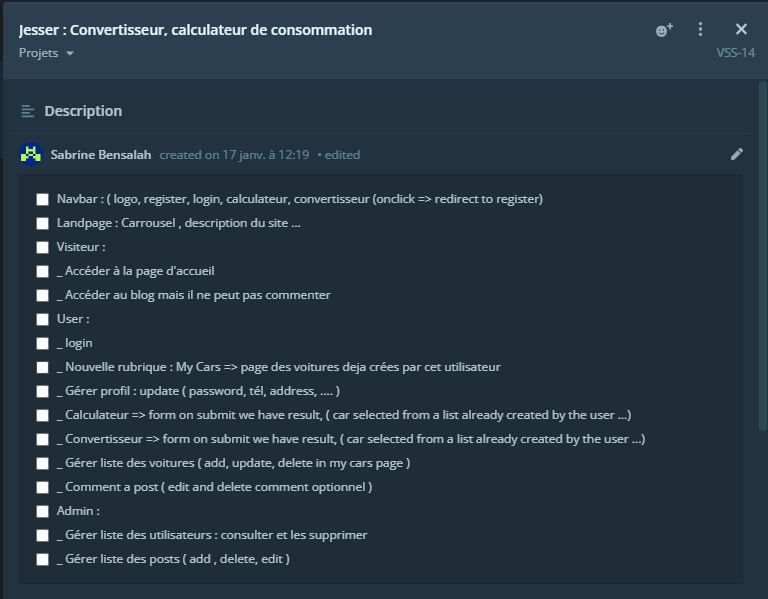 Jesser : Convertisseur, calculateur de consommation
Projets
VSS-14
Description
Sabrine Bensalah created on 17 janv. à 12:19 • edited
Navbar : ( logo, register, login, calculateur, convertisseur (onclick => redirect to register)
Landpage : Carrousel , description du site ...
Visiteur :
_ Accéder à la page d'accueil
_ Accéder au blog mais il ne peut pas commenter
User :
_ login
_ Nouvelle rubrique : My Cars => page des voitures deja crées par cet utilisateur
_ Gérer profil : update ( password, tél, address, .... )
_ Calculateur => form on submit we have result, ( car selected from a list already created by the user ...)
_ Convertisseur => form on submit we have result, ( car selected from a list already created by the user ...)
_ Gérer liste des voitures ( add, update, delete in my cars page )
_ Comment a post ( edit and delete comment optionnel )
Admin :
_ Gérer liste des utilisateurs : consulter et les supprimer
_ Gérer liste des posts ( add , delete, edit )